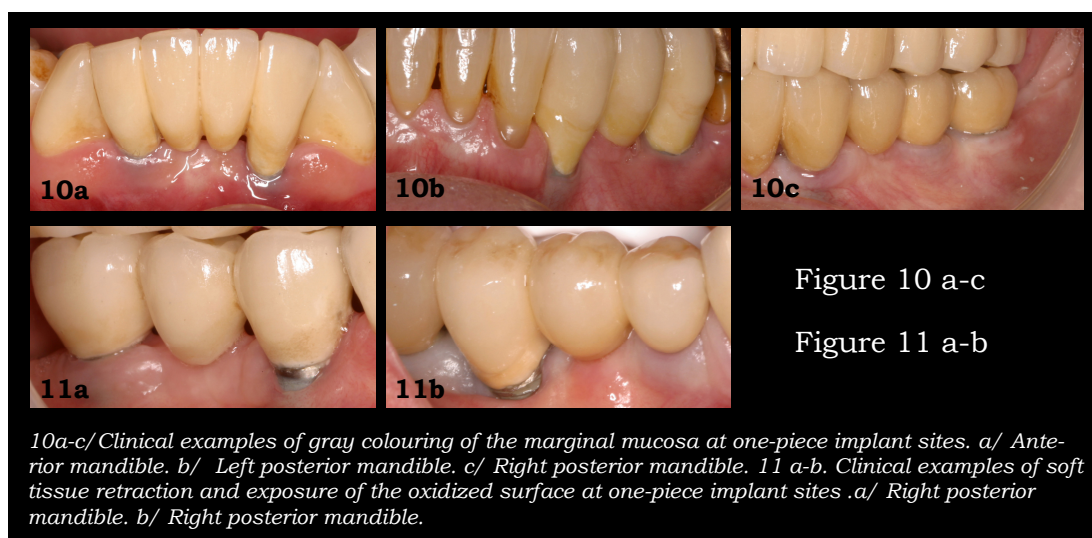 10a
10b
10c
11a
11b
Figure 10 a-c
Figure 11 a-b
10a-c/Clinical examples of gray colouring of the marginal mucosa at one-piece implant sites. a/ Ante-
rior mandible. b/ Left posterior mandible. c/ Right posterior mandible. 11 a-b. Clinical examples of soft
tissue retraction and exposure of the oxidized surface at one-piece implant sites .a/ Right posterior
mandible. b/ Right posterior mandible.